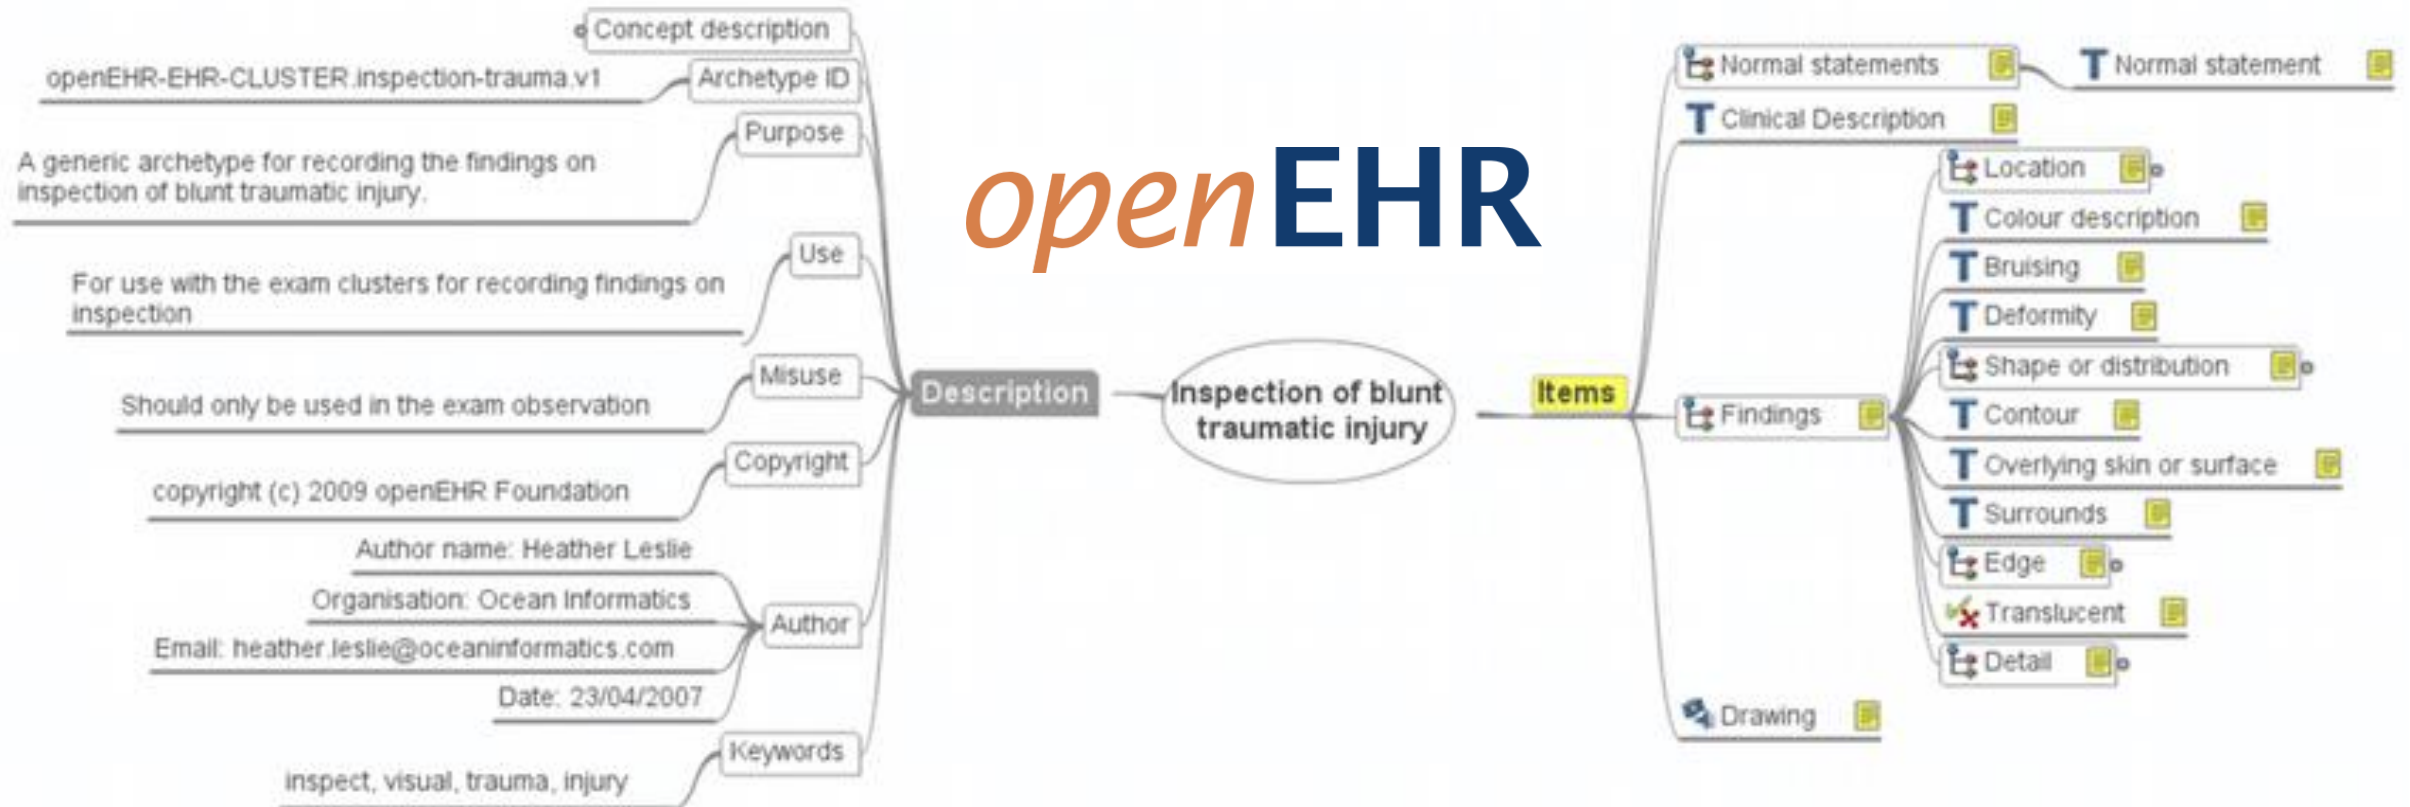 Concept description
openEHR-EHR-CLUSTER.inspection-trauma.v1
Archetype ID
Purpose
A generic archetype for recording the findings on
inspection of blunt traumatic injury.
Use
For use with the exam clusters for recording findings on
inspection
Misuse
Should only be used in the exam observation
Copyright
copyright (c) 2009 openEHR Foundation
Author name: Heather Leslie
Organisation: Ocean Informatics
Author
Email: heather.leslie@oceaninformatics.com
Date: 23/04/2007
Keywords
inspect, visual, trauma, injury
Description
openEHR
Inspection of blunt
traumatic injury
Items
Normal statements
T Normal statement
T Clinical Description
Findings
Location
T Colour description
T Bruising
T Deformity
Shape or distribution
T Contour
T Overlying skin or surface
T Surrounds
Edge
Translucent
Detail
Drawing